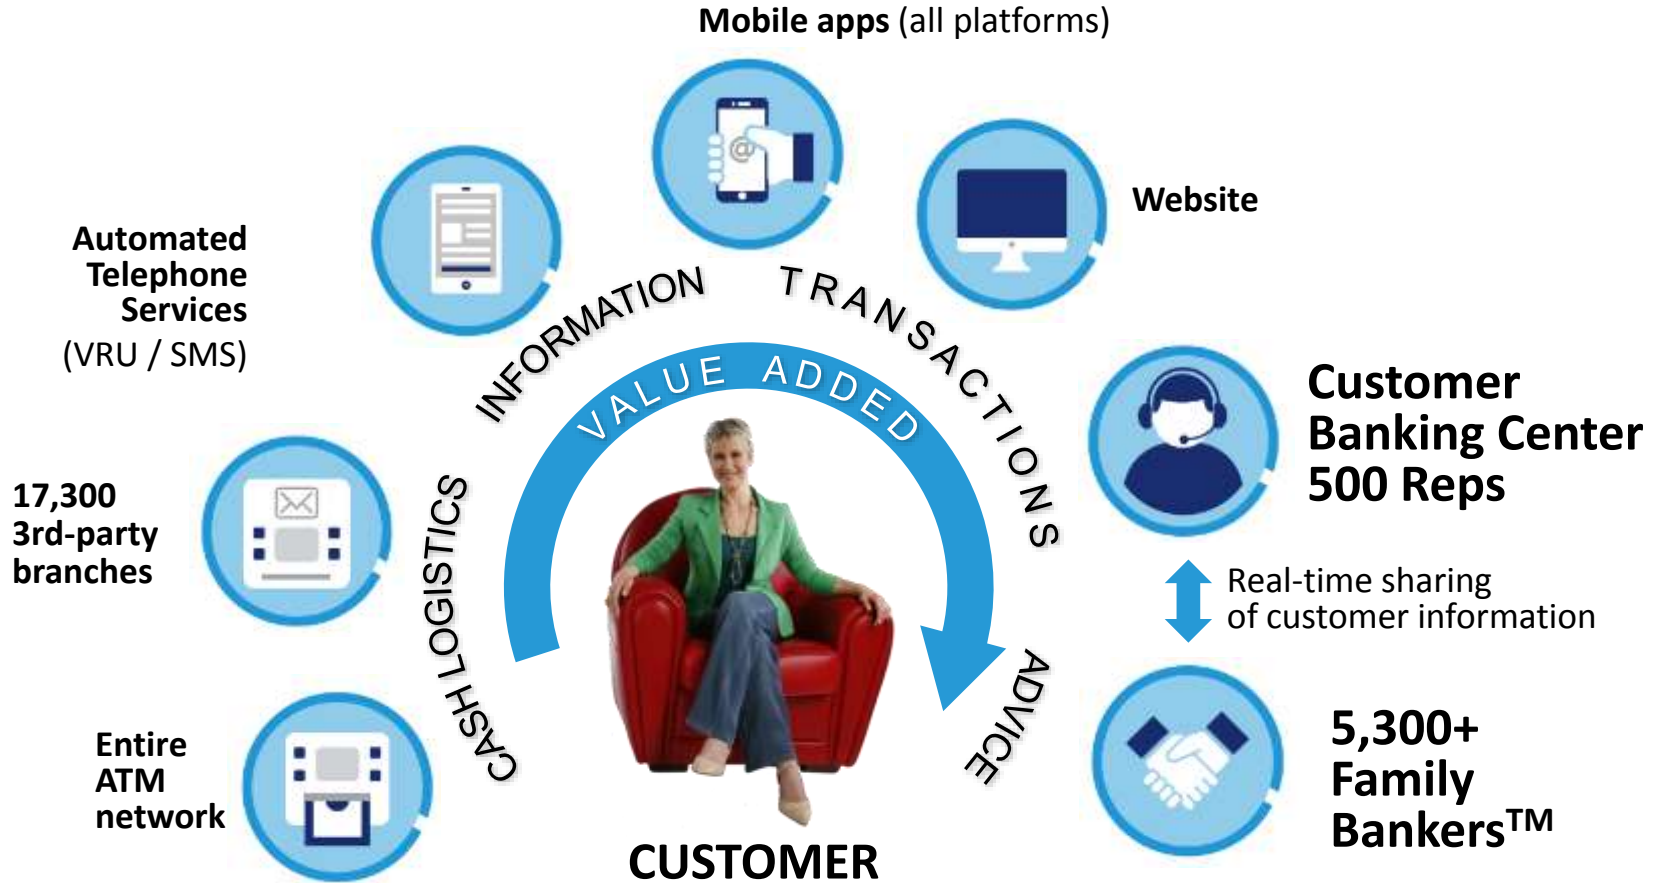 Mobile apps (all platforms)
Website
Automated
Telephone
Services
(VRU / SMS)
INFORMATION
TRANSACTIONS
VALUE ADDED
@
Customer
Banking Center
500 Reps
17,300
3rd-party
branches
CASH LOGISTICS
Real-time sharing
of customer information
ADVICE
Entire
ATM
network
5,300+
Family
Bankers™
CUSTOMER